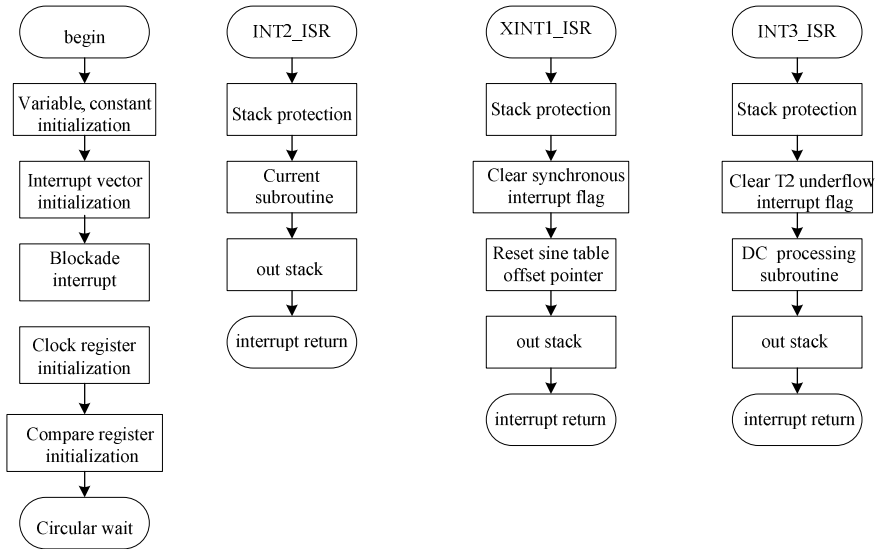 begin
Variable, constant
initialization
Interrupt vector
initialization
Blockade
interrupt
Clock register
initialization
Compare register
initialization
Circular wait
INT2_ISR
Stack protection
Current
subroutine
out stack
interrupt return
XINT1_ISR
Stack protection
Clear synchronous
interrupt flag
Reset sine table
offset pointer
out stack
interrupt return
INT3_ISR
Stack protection
Clear T2 underflow
interrupt flag
DC processing
subroutine
out stack
interrupt return